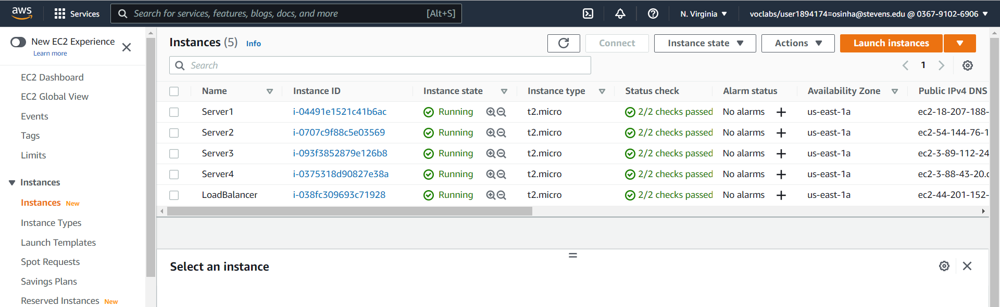 aws Services Search for services, features, blogs, docs, and more [Alt+S] N. Virginia ▼ voclabs/user1894174=osinha@stevens.edu @ 0367-9102-6906 ▼
New EC2 Experience
Learn more
EC2 Dashboard
EC2 Global View
Events
Tags
Limits
Instances
Instances New
Instance Types
Launch Templates
Spot Requests
Savings Plans
Reserved Instances New
Instances (5) Info Connect Instance state ▼ Actions ▼ Launch instances ▼
Search 1
Name Instance ID Instance state Instance type Status check Alarm status Availability Zone Public IPv4 DNS
Server1 i-04491e1521c41b6ac Running t2.micro 2/2 checks passed No alarms + us-east-1a ec2-18-207-188-
Server2 i-0707c9f88c5e03569 Running t2.micro 2/2 checks passed No alarms + us-east-1a ec2-54-144-76-1
Server3 i-093f3852879e126b8 Running t2.micro 2/2 checks passed No alarms + us-east-1a ec2-3-89-112-24
Server4 i-0375318d90827e38a Running t2.micro 2/2 checks passed No alarms + us-east-1a ec2-3-88-43-20.c
LoadBalancer i-038fc309693c71928 Running t2.micro 2/2 checks passed No alarms + us-east-1a ec2-44-201-152-
Select an instance